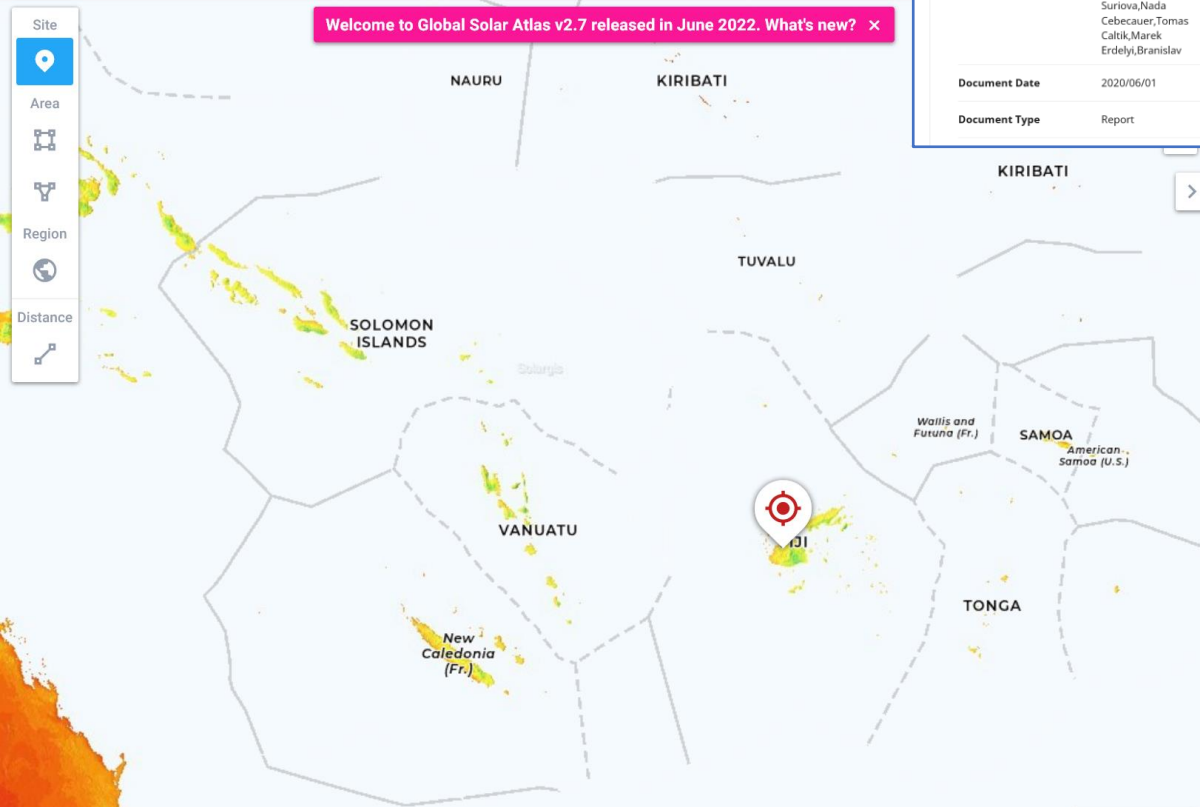 Site
Area
Region
Distance
Welcome to Global Solar Atlas v2.7 released in June 2022. What's new? ×
Suriova,Nada
Cebecauer,Tomas
Caltik,Marek
Erdelyi,Branislav
Document Date 2020/06/01
Document Type Report
NAURU
KIRIBATI
KIRIBATI
TUVALU
SOLOMON
ISLANDS
Solargis
Wallis and
Futuna (Fr.)
SAMOA
American
Samoa (U.S.)
VANUATU
IJI
TONGA
New
Caledonia
(Fr.)